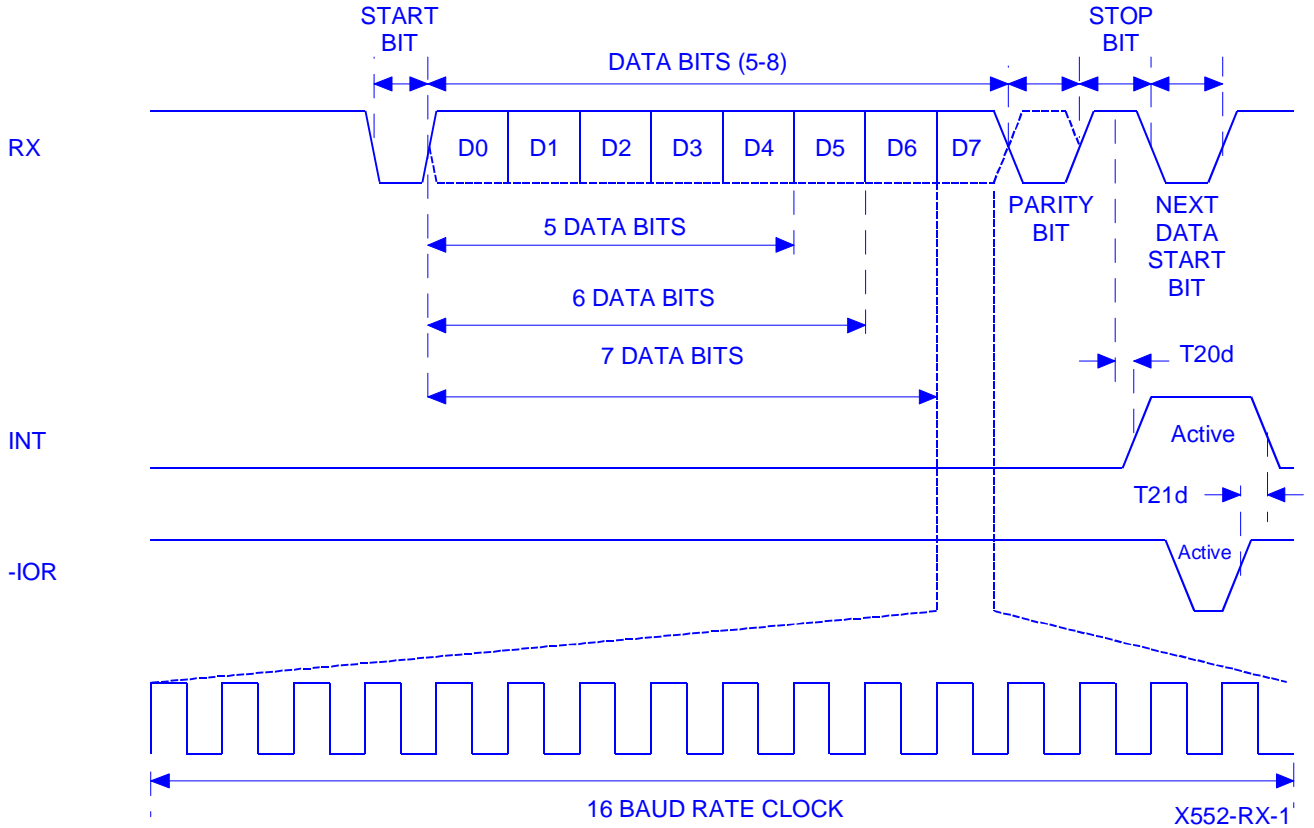 START
BIT
STOP
BIT
DATA BITS (5-8)
RX
D0 D1 D2 D3 D4 D5 D6 D7
PARITY
BIT
NEXT
DATA
START
BIT
5 DATA BITS
6 DATA BITS
7 DATA BITS
T20d
INT
Active
T21d
-IOR
Active
16 BAUD RATE CLOCK
X552-RX-1